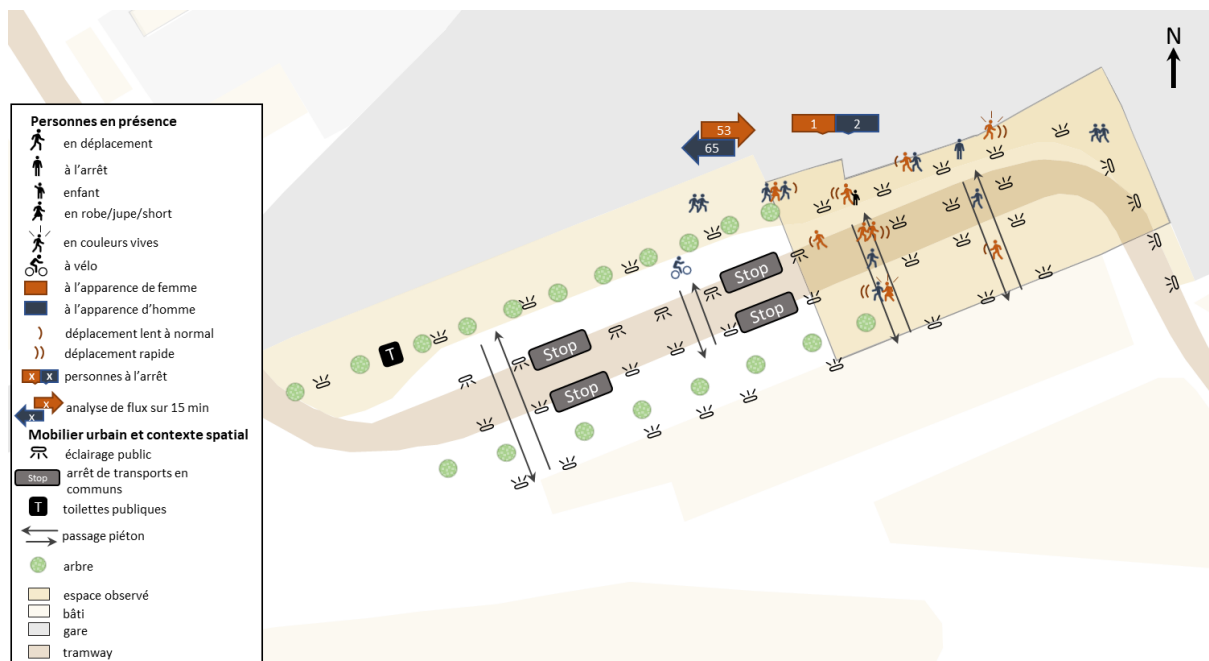 N
53
65
1
2
Stop
Stop
Stop
Stop
T
Personnes en présence
en déplacement
à l'arrêt
enfant
en robe/jupe/short
en couleurs vives
à vélo
à l'apparence de femme
à l'apparence d'homme
déplacement lent à normal
déplacement rapide
x x personnes à l'arrêt
x
x
analyse de flux sur 15 min
Mobilier urbain et contexte spatial
éclairage public
Stop
arrêt de transports en
communs
T toilettes publiques
passage piéton
arbre
espace observé
bâti
gare
tramway